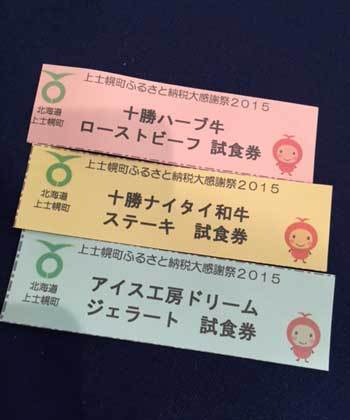 上士幌町ふるさと納税大感謝祭2015
北海道
上士幌町
十勝ハーブ牛
ローストビーフ 試食券
上士幌町ふるさと納税大感謝祭2015
北海道
上士幌町
十勝ナイタイ和牛
ステーキ 試食券
上士幌町ふるさと納税大感謝祭2015
北海道
上士幌町
アイス工房ドリーム
ジェラート 試食券